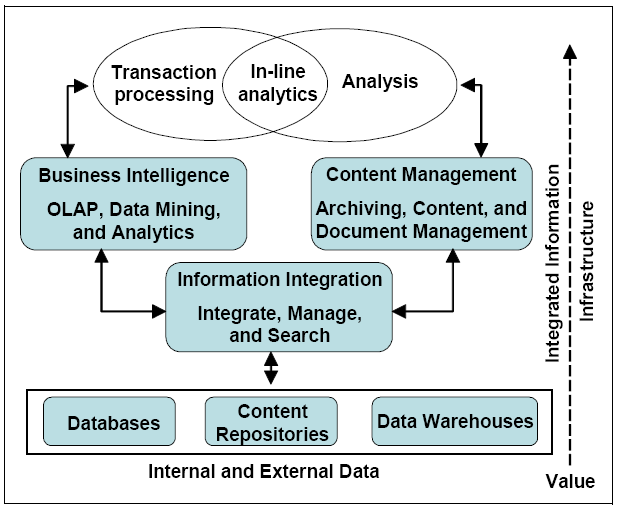 Transaction
processing
In-line
analytics
Analysis
Business Intelligence
OLAP, Data Mining,
and Analytics
Content Management
Archiving, Content, and
Document Management
Information Integration
Integrate, Manage,
and Search
Databases
Content
Repositories
Data Warehouses
Internal and External Data
Integrated Information
Infrastructure
Value